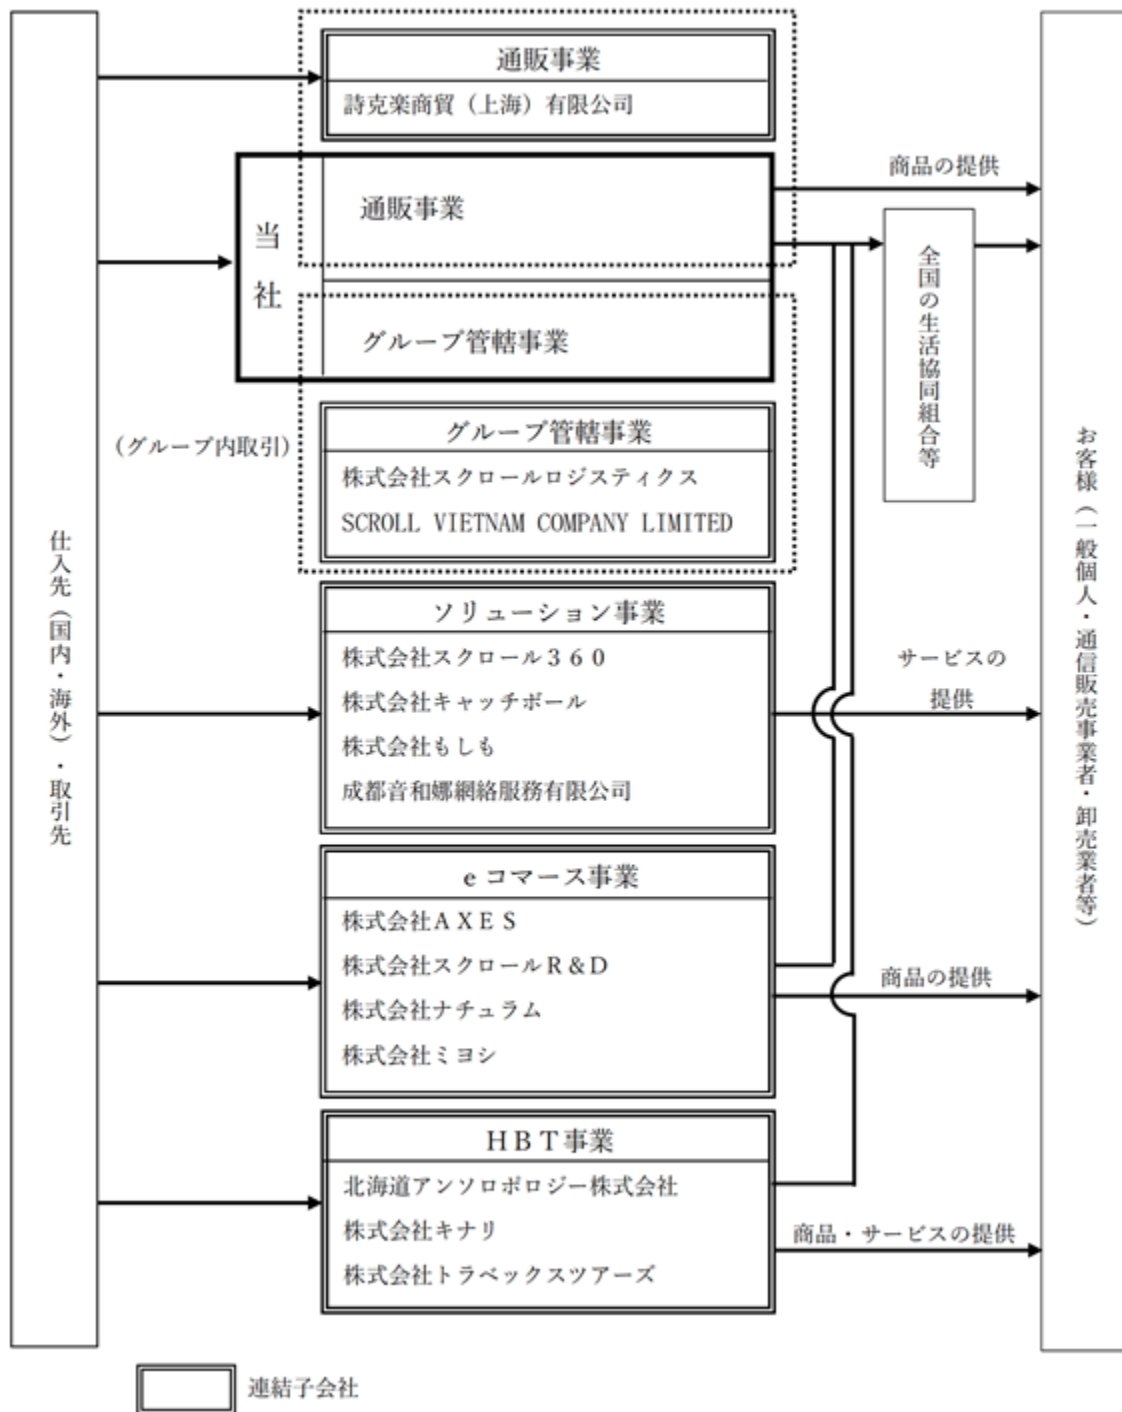 通販事業
詩克楽商貿（上海）有限公司
当社
通販事業
グループ管轄事業
商品の提供
全国の生活協同組合等
（グループ内取引）
グループ管轄事業
株式会社スクロールロジスティクス
SCROLL VIETNAM COMPANY LIMITED
仕入先（国内・海外）・取引先
お客様（一般個人・通信販売事業者・卸売業者等）
ソリューション事業
株式会社スクロール３６０
株式会社キャッチボール
株式会社もしも
成都音和娜網絡服務有限公司
サービスの
提供
eコマース事業
株式会社ＡＸＥＳ
株式会社スクロールＲ＆Ｄ
株式会社ナチュラム
株式会社ミヨシ
商品の提供
ＨＢＴ事業
北海道アンソロポロジー株式会社
株式会社キナリ
株式会社トラベックスツアーズ
商品・サービスの提供
連結子会社